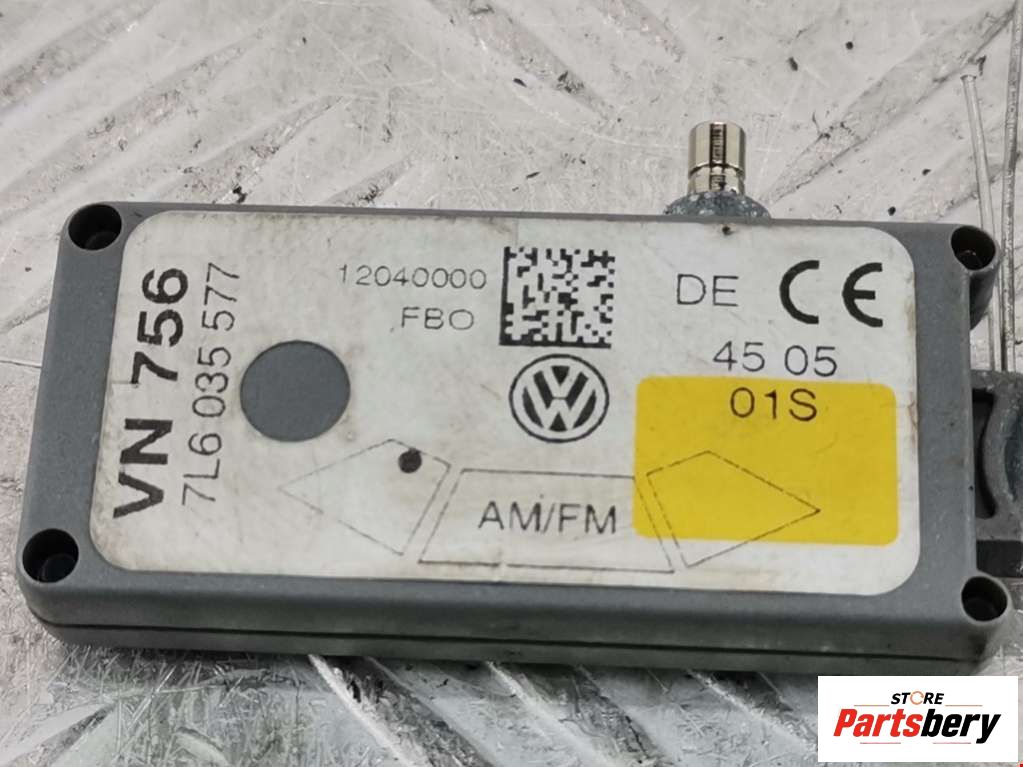 VN 756
7L6 035 577
12040000
FBO
DE CE
45 05
01S
AM/FM
STORE
Partsbery